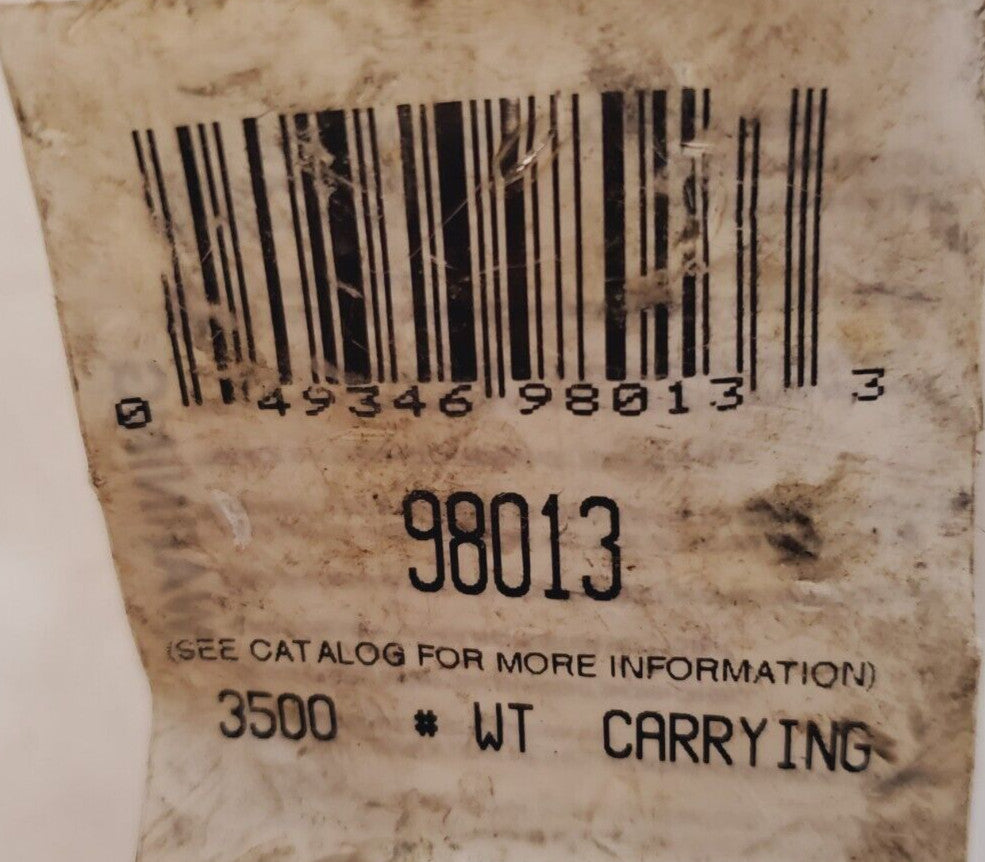 0 49346 98013 3
98013
(SEE CATALOG FOR MORE INFORMATION)
3500 # WT CARRYING